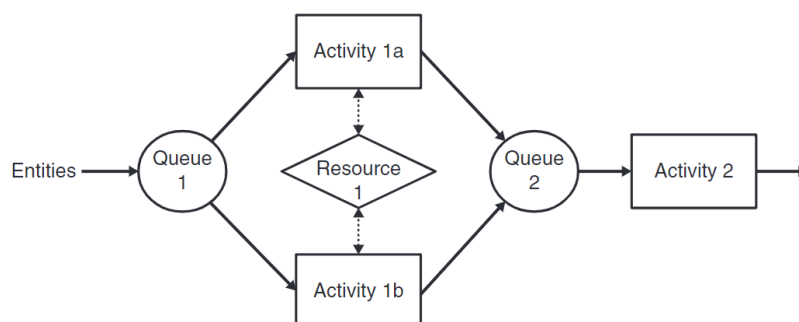 Activity 1a
Entities
Queue
1
Resource
1
Queue
2
Activity 2
Activity 1b